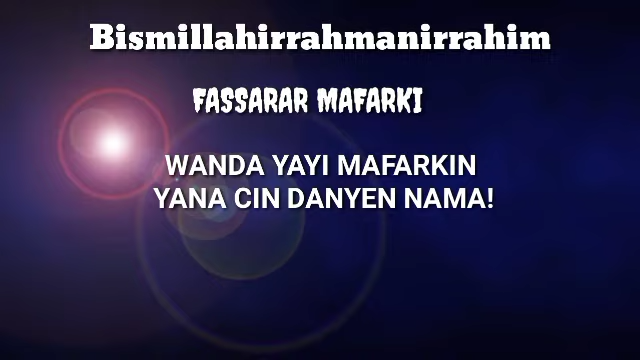 Bismillahirrahmanirrahim
FASSARAR MAFARKI
WANDA YAYI MAFARKIN
YANA CIN DANYEN NAMA!